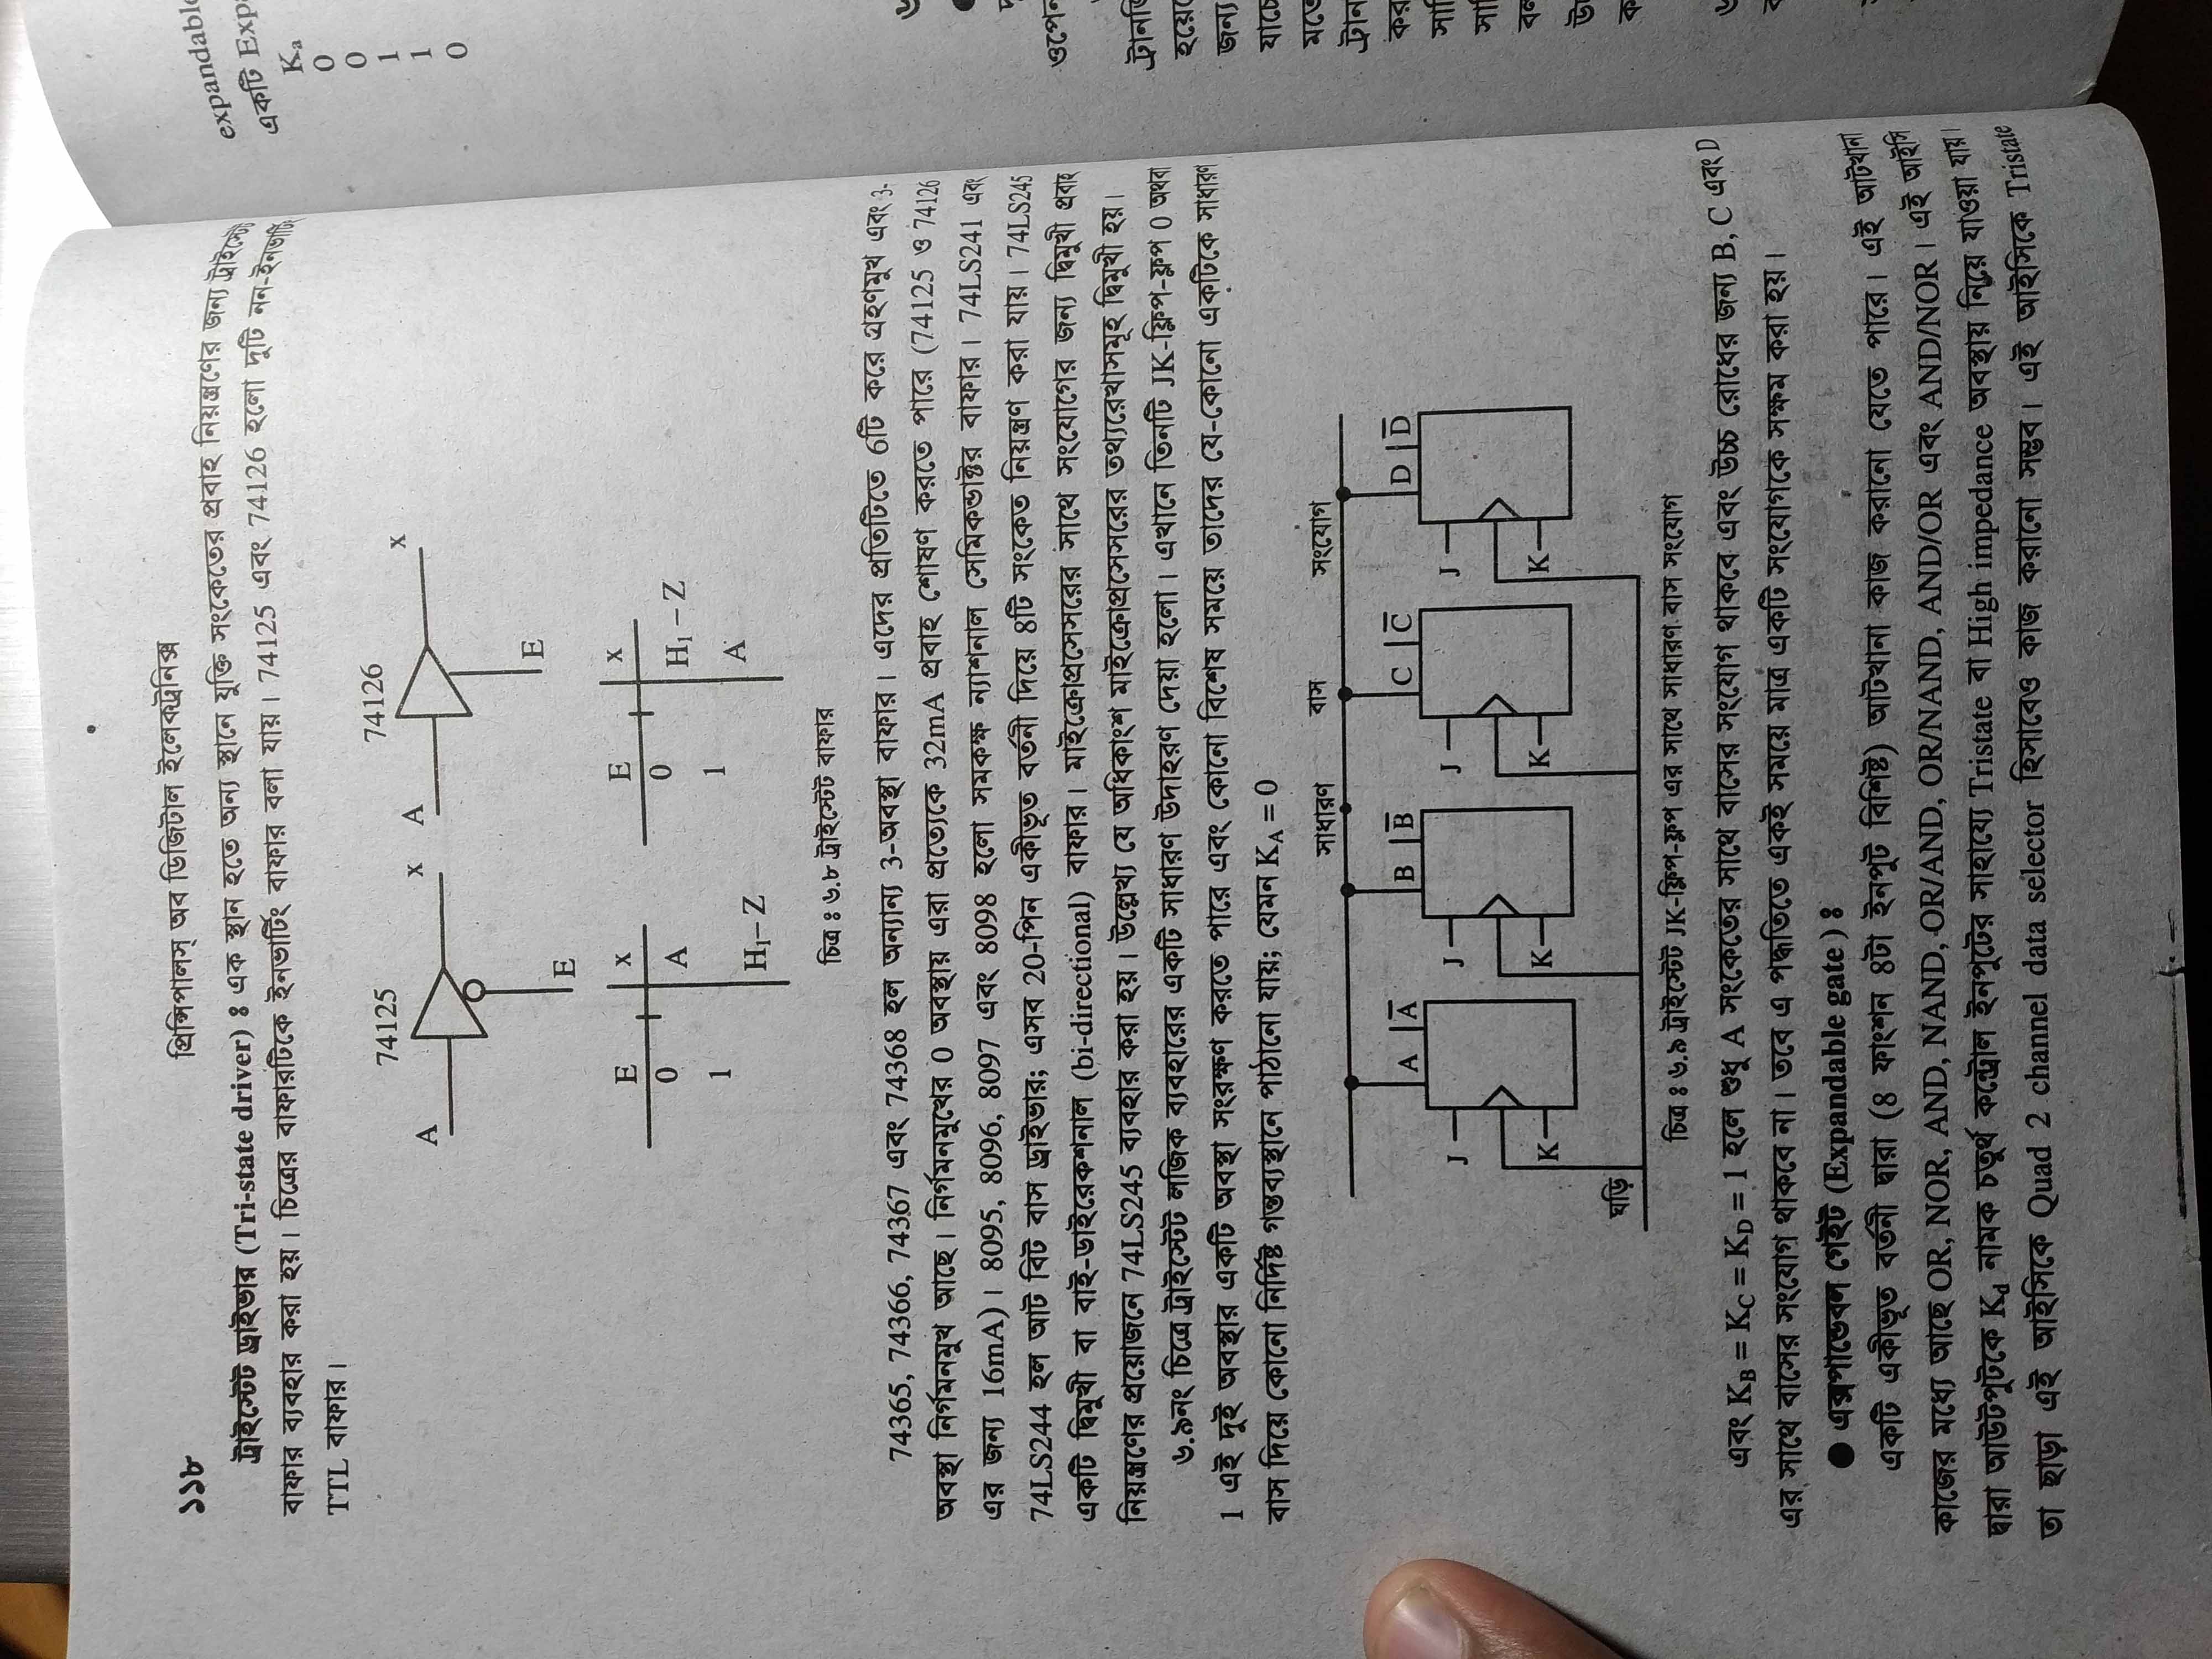 ১১৮
প্রিন্সিপালস্ অব ডিজিটাল ইলেকট্রনিক্স
ট্রাইস্টেট ড্রাইভার (Tri-state driver) ঃ এক স্থান হতে অন্য স্থানে যুক্তি সংকেতের প্রবাহ নিয়ন্ত্রণের জন্য ট্রাইস্টেট
বাফার ব্যবহার করা হয়। চিত্রের বাফারটিকে ইনভার্টিং বাফার বলা যায়। 74125 এবং 74126 হলো দুটি নন-ইনভার্টিং
TTL বাফার।
74125 74126
A x A x
E E
E x E x
0 A 0 H₁ – Z
1 H₁– Z 1 A
চিত্র ঃ ৬.৮ ট্রাইস্টেট বাফার
74365, 74366, 74367 এবং 74368 হল অন্যান্য 3-অবস্থা বাফার। এদের প্রতিটিতে 6টি করে গ্রহণমুখ এবং 3-
অবস্থা নির্গমনমুখ আছে। নির্গমনমুখের 0 অবস্থায় এরা প্রত্যেকে 32mA প্রবাহ শোষণ করতে পারে (74125 ও 74126
এর জন্য 16mA)। 8095, 8096, 8097 এবং 8098 হলো সমকক্ষ ন্যাশনাল সেমিকন্ডাক্টর বাফার। 74LS241 এবং
74LS244 হল আট বিট বাস ড্রাইভার; এসব 20-পিন একীভূত বর্তনী দিয়ে ৪টি সংকেত নিয়ন্ত্রণ করা যায়। 74LS245
একটি দ্বিমুখী বা বাই-ডাইরেকশনাল (bi-directional) বাফার। মাইক্রোপ্রসেসরের সাথে সংযোগের জন্য দ্বিমুখী প্রবাহ
নিয়ন্ত্রণের প্রয়োজনে 74LS245 ব্যবহার করা হয়। উল্লেখ্য যে অধিকাংশ মাইক্রোপ্রসেসরের তথ্যরেখাসমূহ দ্বিমুখী হয়।
৬.৯নং চিত্রে ট্রাইস্টেট লজিক ব্যবহারের একটি সাধারণ উদাহরণ দেয়া হলো। এখানে তিনটি JK-ফ্লিপ-ফ্লপ 0 অথবা
1 এই দুই অবস্থার একটি অবস্থা সংরক্ষণ করতে পারে এবং কোনো বিশেষ সময়ে তাদের যে-কোনো একটিকে সাধারণ
বাস দিয়ে কোনো নির্দিষ্ট গন্তব্যস্থানে পাঠানো যায়; যেমন K_A = 0
সাধারণ বাস সংযোগ
A A̅ B B̅ C C̅ D D̅
J J J J
K K K K
ঘড়ি
চিত্র ঃ ৬.৯ ট্রাইস্টেট JK-ফ্লিপ-ফ্লপ এর সাথে সাধারণ বাস সংযোগ
এবং K_B = K_C = K_D = 1 হলে শুধু A সংকেতের সাথে বাসের সংযোগ থাকবে এবং উচ্চ রোধের জন্য B, C এবং D
এর সাথে বাসের সংযোগ থাকবে না। তবে এ পদ্ধতিতে একই সময়ে মাত্র একটি সংযোগকে সক্ষম করা হয়।
● এক্সপান্ডেবল গেইট (Expandable gate ) ঃ
একটি একীভূত বর্তনী দ্বারা (৪ ফাংশন ৪টা ইনপুট বিশিষ্ট) আটখানা কাজ করানো যেতে পারে। এই আটখানা
কাজের মধ্যে আছে OR, NOR, AND, NAND, OR/AND, OR/NAND, AND/OR এবং AND/NOR। এই আইসি
দ্বারা আউটপুটকে K_d নামক চতুর্থ কন্ট্রোল ইনপুটের সাহায্যে Tristate বা High impedance অবস্থায় নিয়ে যাওয়া যায়।
তা ছাড়া এই আইসিকে Quad 2 channel data selector হিসাবেও কাজ করানো সম্ভব। এই আইসিকে Tristate
expandable
একটি
Kₐ
0
0
1
1
0